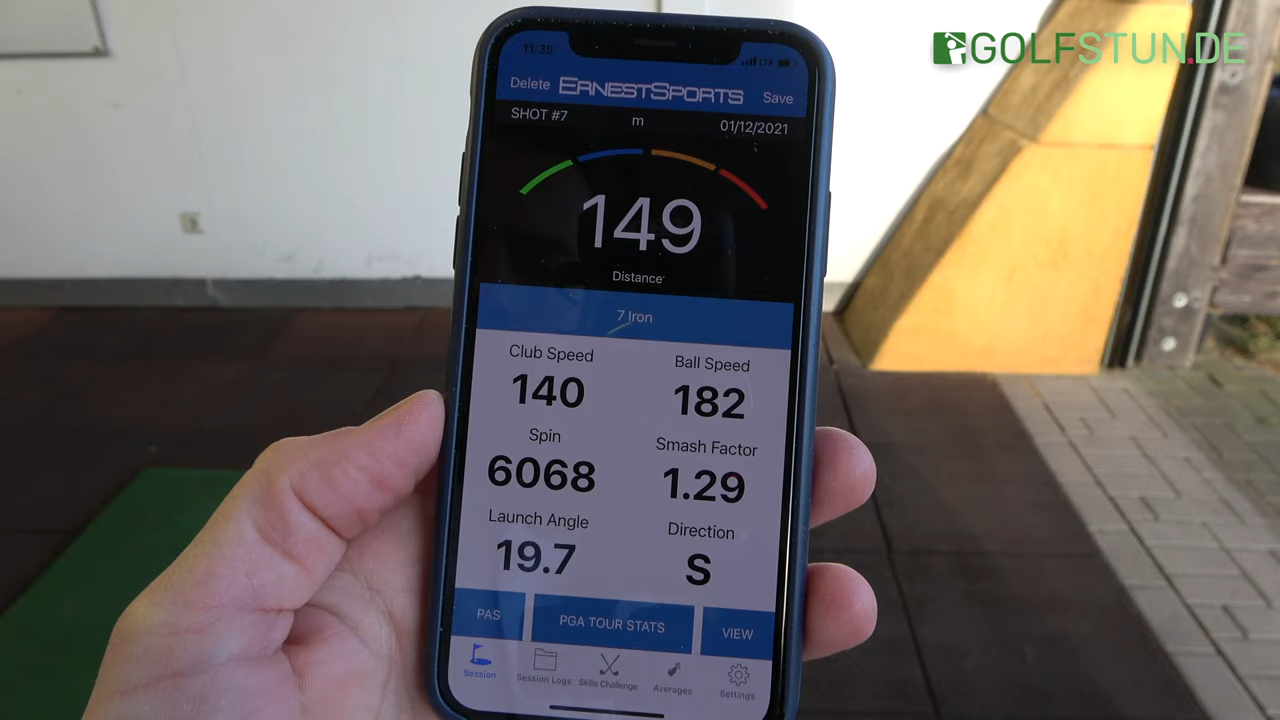 GOLFSTUN.DE
11:35
LTE
Delete ERNESTSPORTS Save
SHOT #7 m 01/12/2021
149
Distance
7 Iron
Club Speed Ball Speed
140 182
Spin Smash Factor
6068 1.29
Launch Angle Direction
19.7 S
PAS PGA TOUR STATS VIEW
Session Session Logs Skills Challenge Averages Settings